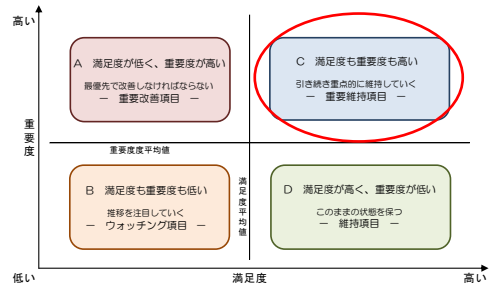 高い
A　満足度が低く、重要度が高い
最優先で改善しなければならない
ー　重要改善項目　ー
C　満足度も重要度も高い
引き続き重点的に維持していく
ー　重要維持項目　ー
重要度
重要度度平均値
B　満足度も重要度も低い
推移を注目していく
ー　ウォッチング項目　ー
満足度平均値
D　満足度が高く、重要度が低い
このままの状態を保つ
ー　維持項目　ー
低い
満足度
高い